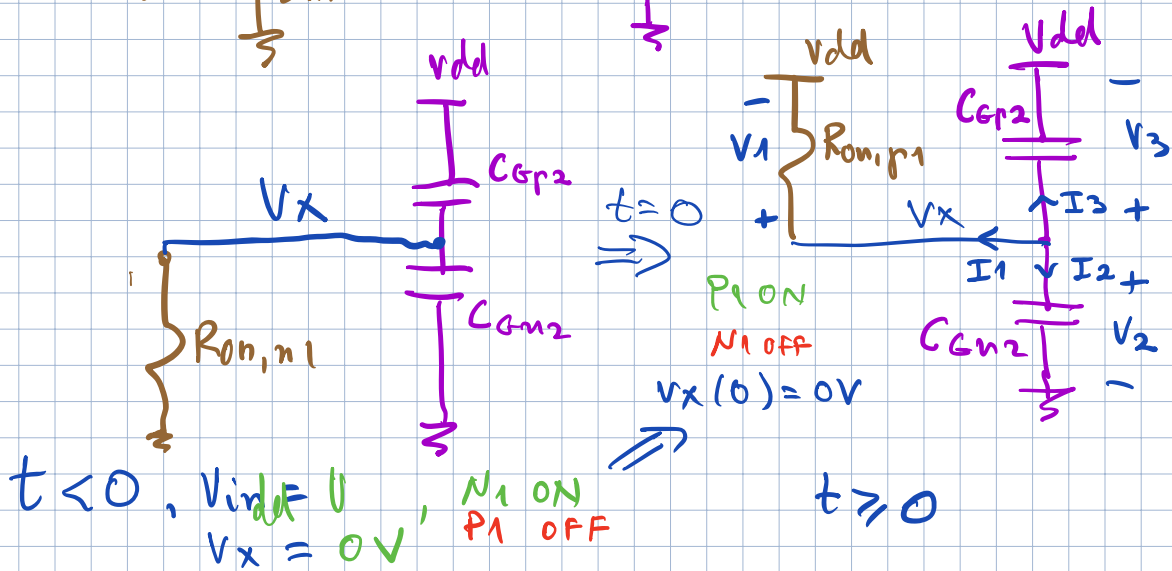 Vdd
CGp2
Vx
Ron,n1
CGn2
t<0, Vin = Vdd, N1 ON
P1 OFF
Vx = 0V
t=0
⇒
Vdd
-
V1
+
Ron,p1
Vx
I1
P1 ON
N1 OFF
Vx(0)=0V
Vdd
CGp2
-
V3
+
I3
I2
+
V2
-
CGn2
t≥0